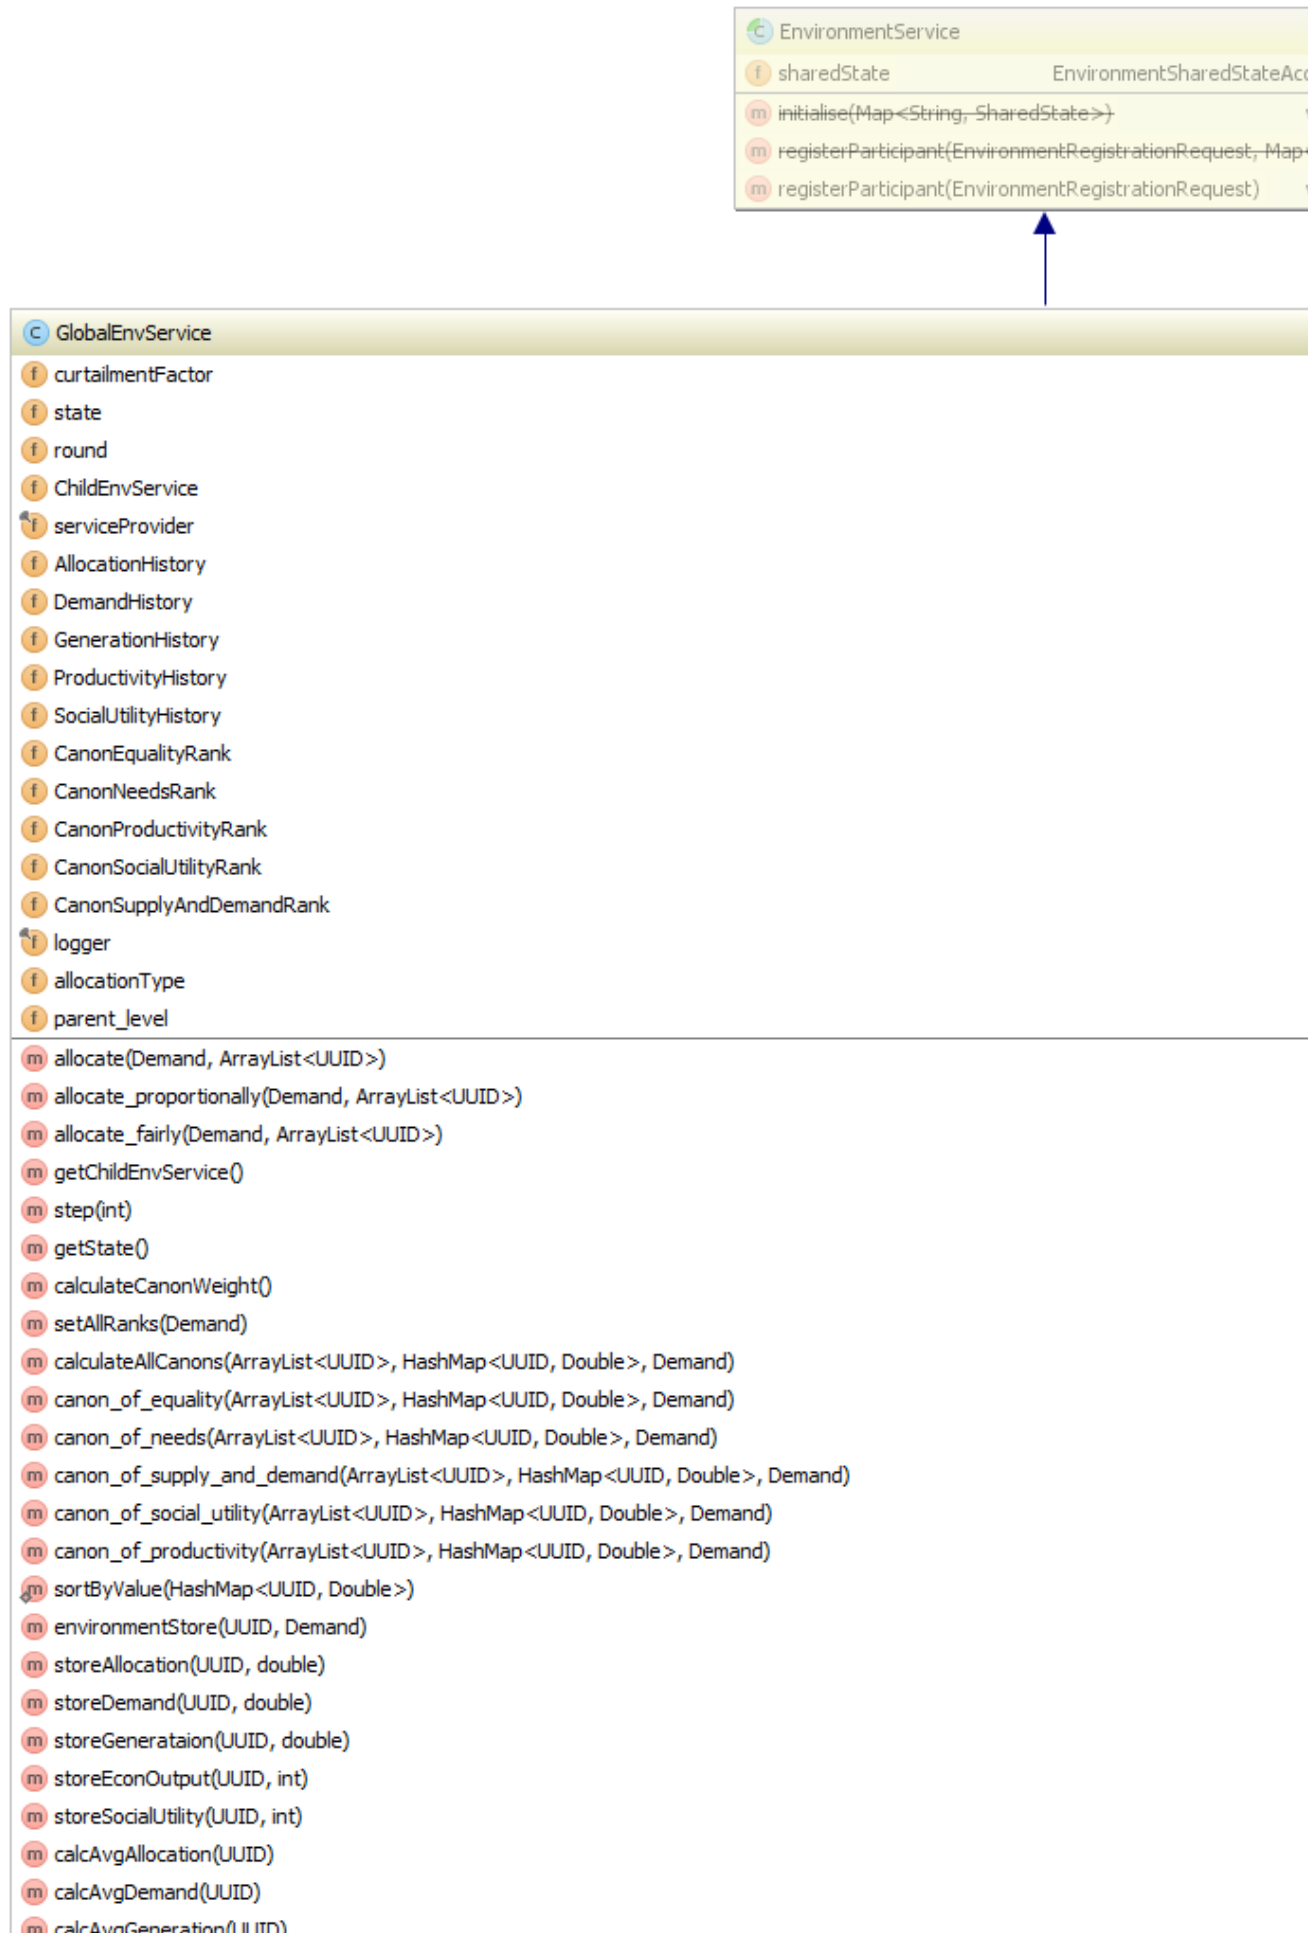 EnvironmentService
sharedState EnvironmentSharedStateAcc
initialise(Map<String, SharedState>)
registerParticipant(EnvironmentRegistrationRequest, Map<
registerParticipant(EnvironmentRegistrationRequest)
GlobalEnvService
curtailmentFactor
state
round
ChildEnvService
serviceProvider
AllocationHistory
DemandHistory
GenerationHistory
ProductivityHistory
SocialUtilityHistory
CanonEqualityRank
CanonNeedsRank
CanonProductivityRank
CanonSocialUtilityRank
CanonSupplyAndDemandRank
logger
allocationType
parent_level
allocate(Demand, ArrayList<UUID>)
allocate_proportionally(Demand, ArrayList<UUID>)
allocate_fairly(Demand, ArrayList<UUID>)
getChildEnvService()
step(int)
getState()
calculateCanonWeight()
setAllRanks(Demand)
calculateAllCanons(ArrayList<UUID>, HashMap<UUID, Double>, Demand)
canon_of_equality(ArrayList<UUID>, HashMap<UUID, Double>, Demand)
canon_of_needs(ArrayList<UUID>, HashMap<UUID, Double>, Demand)
canon_of_supply_and_demand(ArrayList<UUID>, HashMap<UUID, Double>, Demand)
canon_of_social_utility(ArrayList<UUID>, HashMap<UUID, Double>, Demand)
canon_of_productivity(ArrayList<UUID>, HashMap<UUID, Double>, Demand)
sortByValue(HashMap<UUID, Double>)
environmentStore(UUID, Demand)
storeAllocation(UUID, double)
storeDemand(UUID, double)
storeGenerataion(UUID, double)
storeEconOutput(UUID, int)
storeSocialUtility(UUID, int)
calcAvgAllocation(UUID)
calcAvgDemand(UUID)
calcAvgGeneration(UUID)